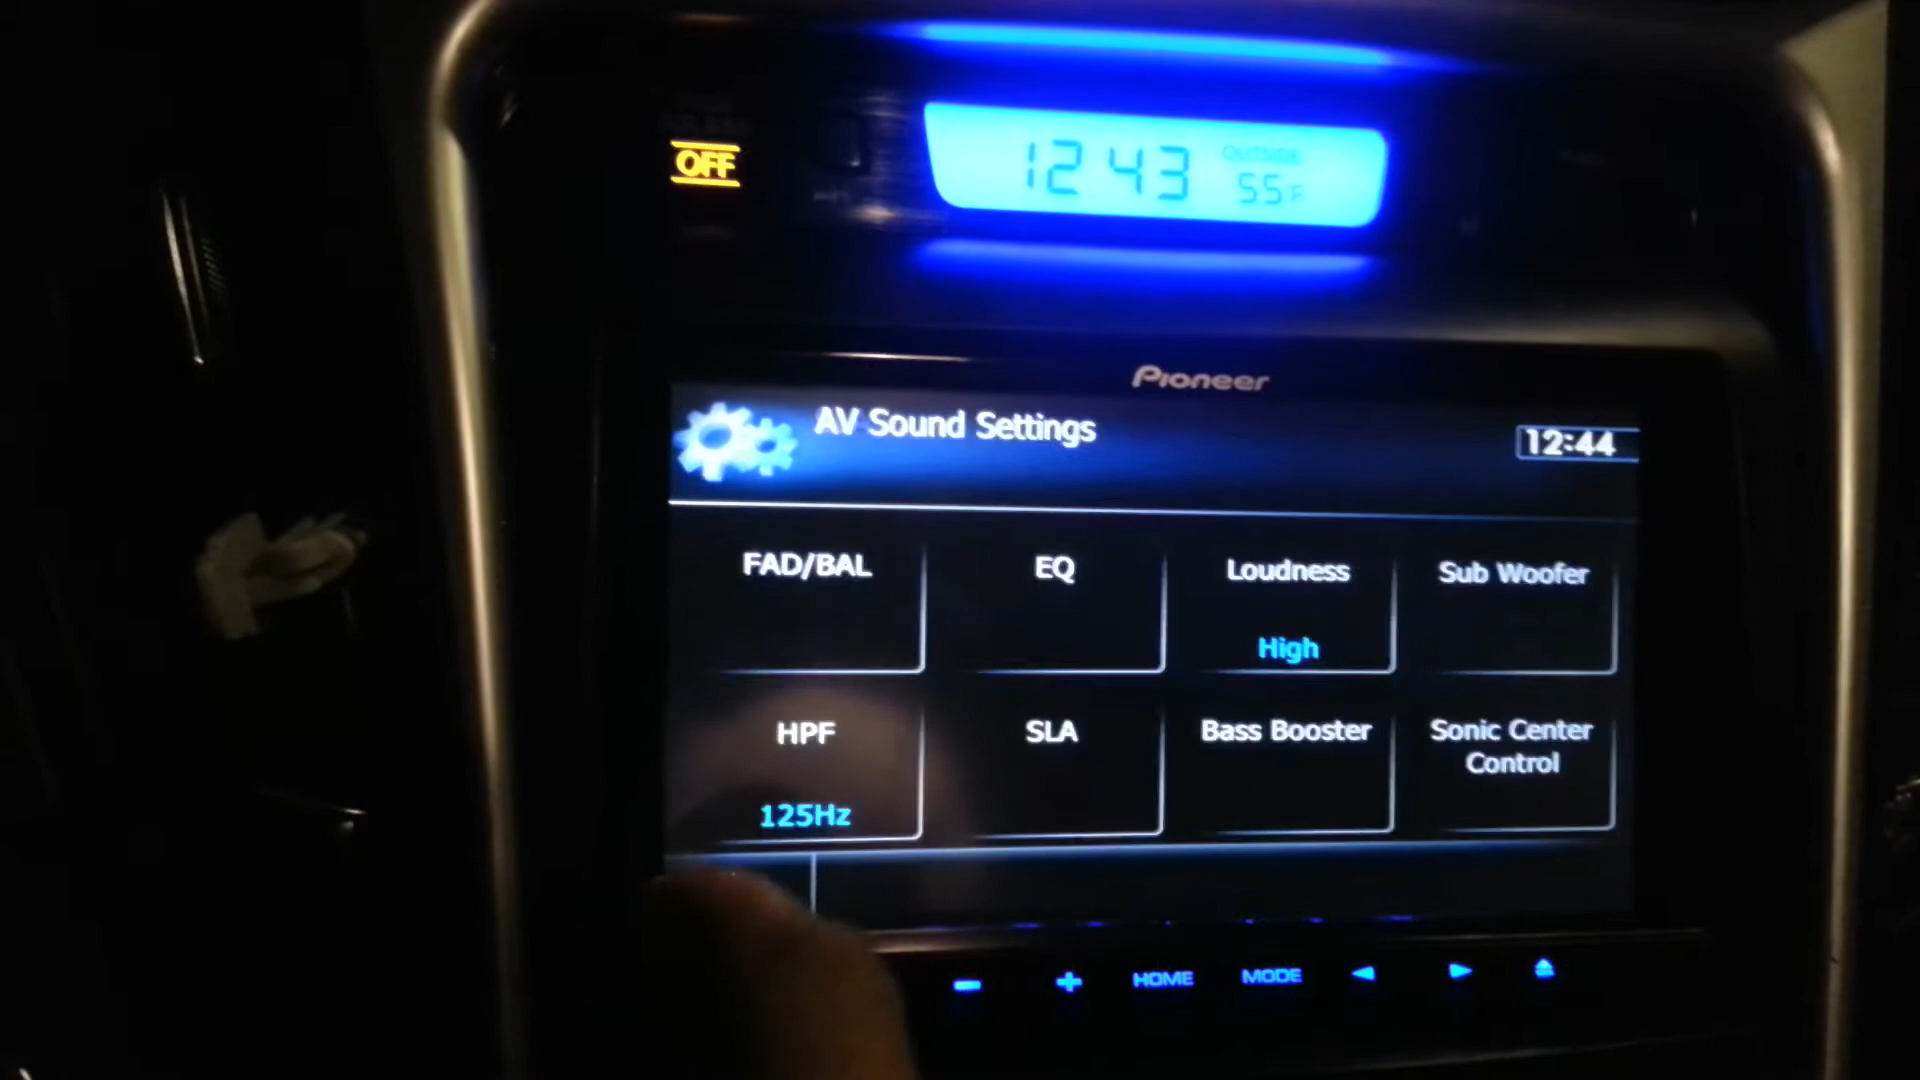 OFF
12 43
OUTSIDE
55°F
Pioneer
AV Sound Settings
12:44
FAD/BAL
EQ
Loudness
Sub Woofer
High
HPF
SLA
Bass Booster
Sonic Center
Control
125Hz
HOME
MODE